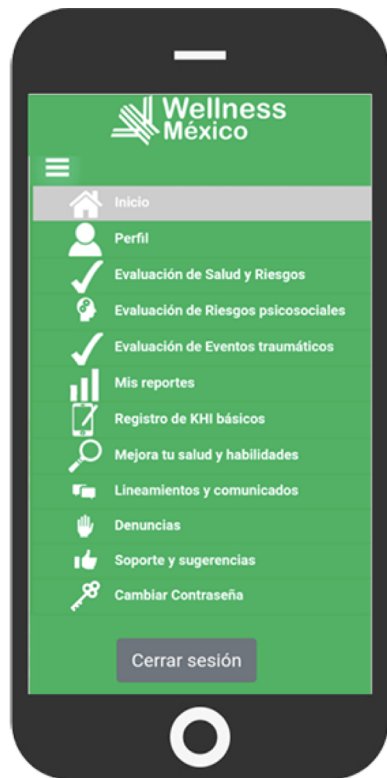 Wellness
México
Inicio
Perfil
Evaluación de Salud y Riesgos
Evaluación de Riesgos psicosociales
Evaluación de Eventos traumáticos
Mis reportes
Registro de KHI básicos
Mejora tu salud y habilidades
Lineamientos y comunicados
Denuncias
Soporte y sugerencias
Cambiar Contraseña
Cerrar sesión